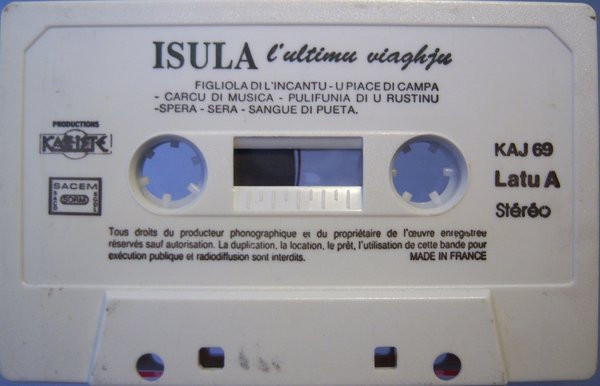 ISULA l'ultimu viaghju
FIGLIOLA DI L'INCANTU - U PIACE DI CAMPA
- CARCU DI MUSICA - PULIFUNIA DI U RUSTINU
-SPERA - SERA - SANGUE DI PUETA.
PRODUCTIONS
SACEM
SDRM
KAJ 69
Latu A
Stéréo
Tous droits du producteur phonographique et du propriétaire de l'œuvre enregistrée
réservés sauf autorisation. La duplication, la location, le prêt, l'utilisation de cette bande pour
exécution publique et radiodiffusion sont interdits. MADE IN FRANCE